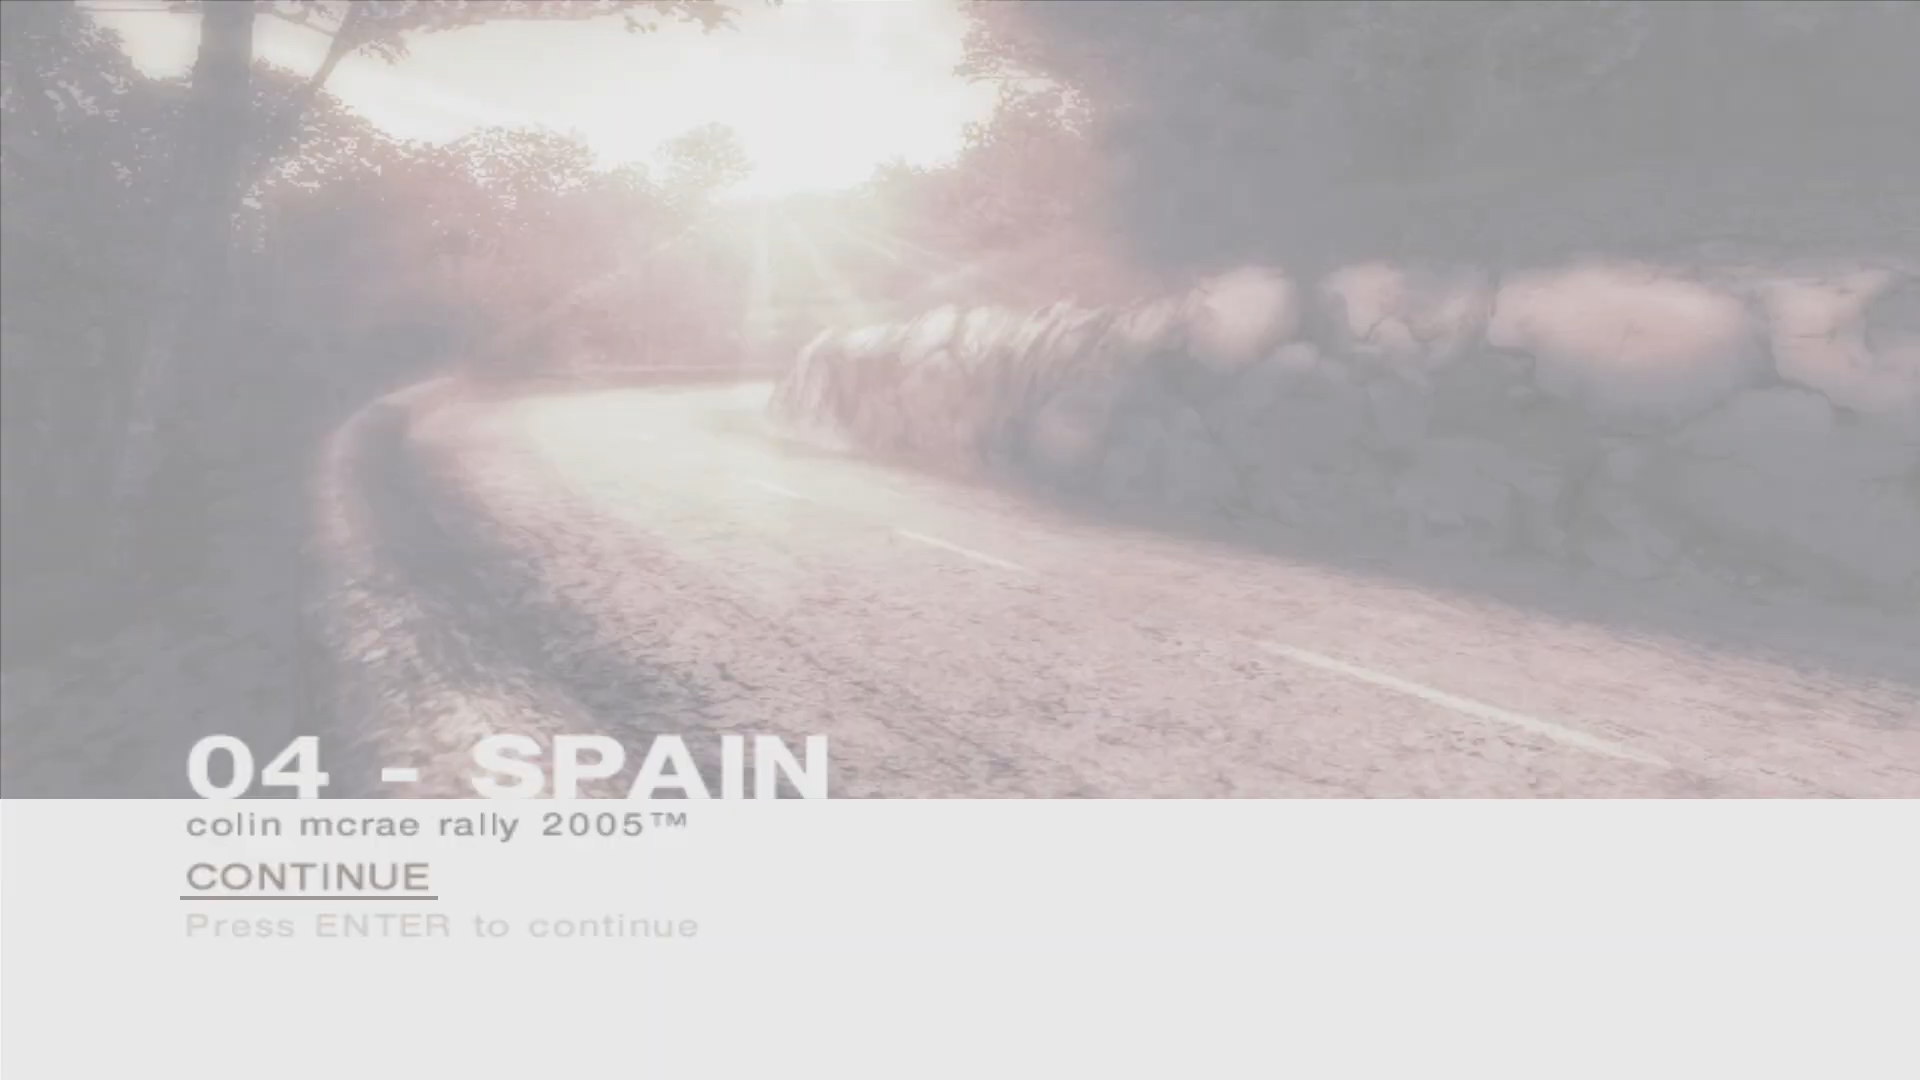 04 - SPAIN
colin mcrae rally 2005™
CONTINUE
Press ENTER to continue